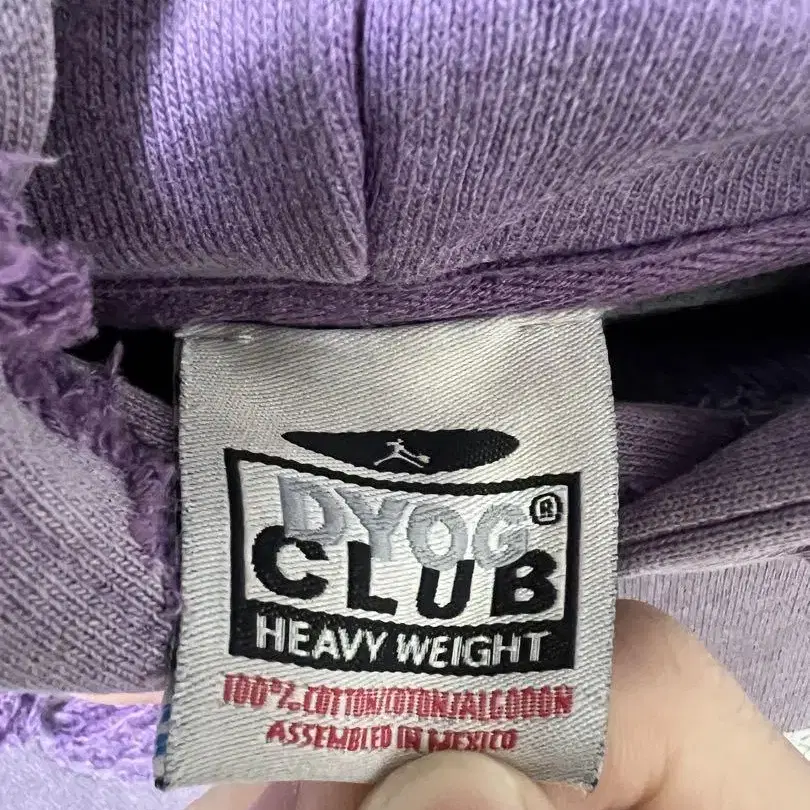 DYOG®
CLUB
HEAVY WEIGHT
100% COTTON/COTON/ALGODON
ASSEMBLED IN MEXICO